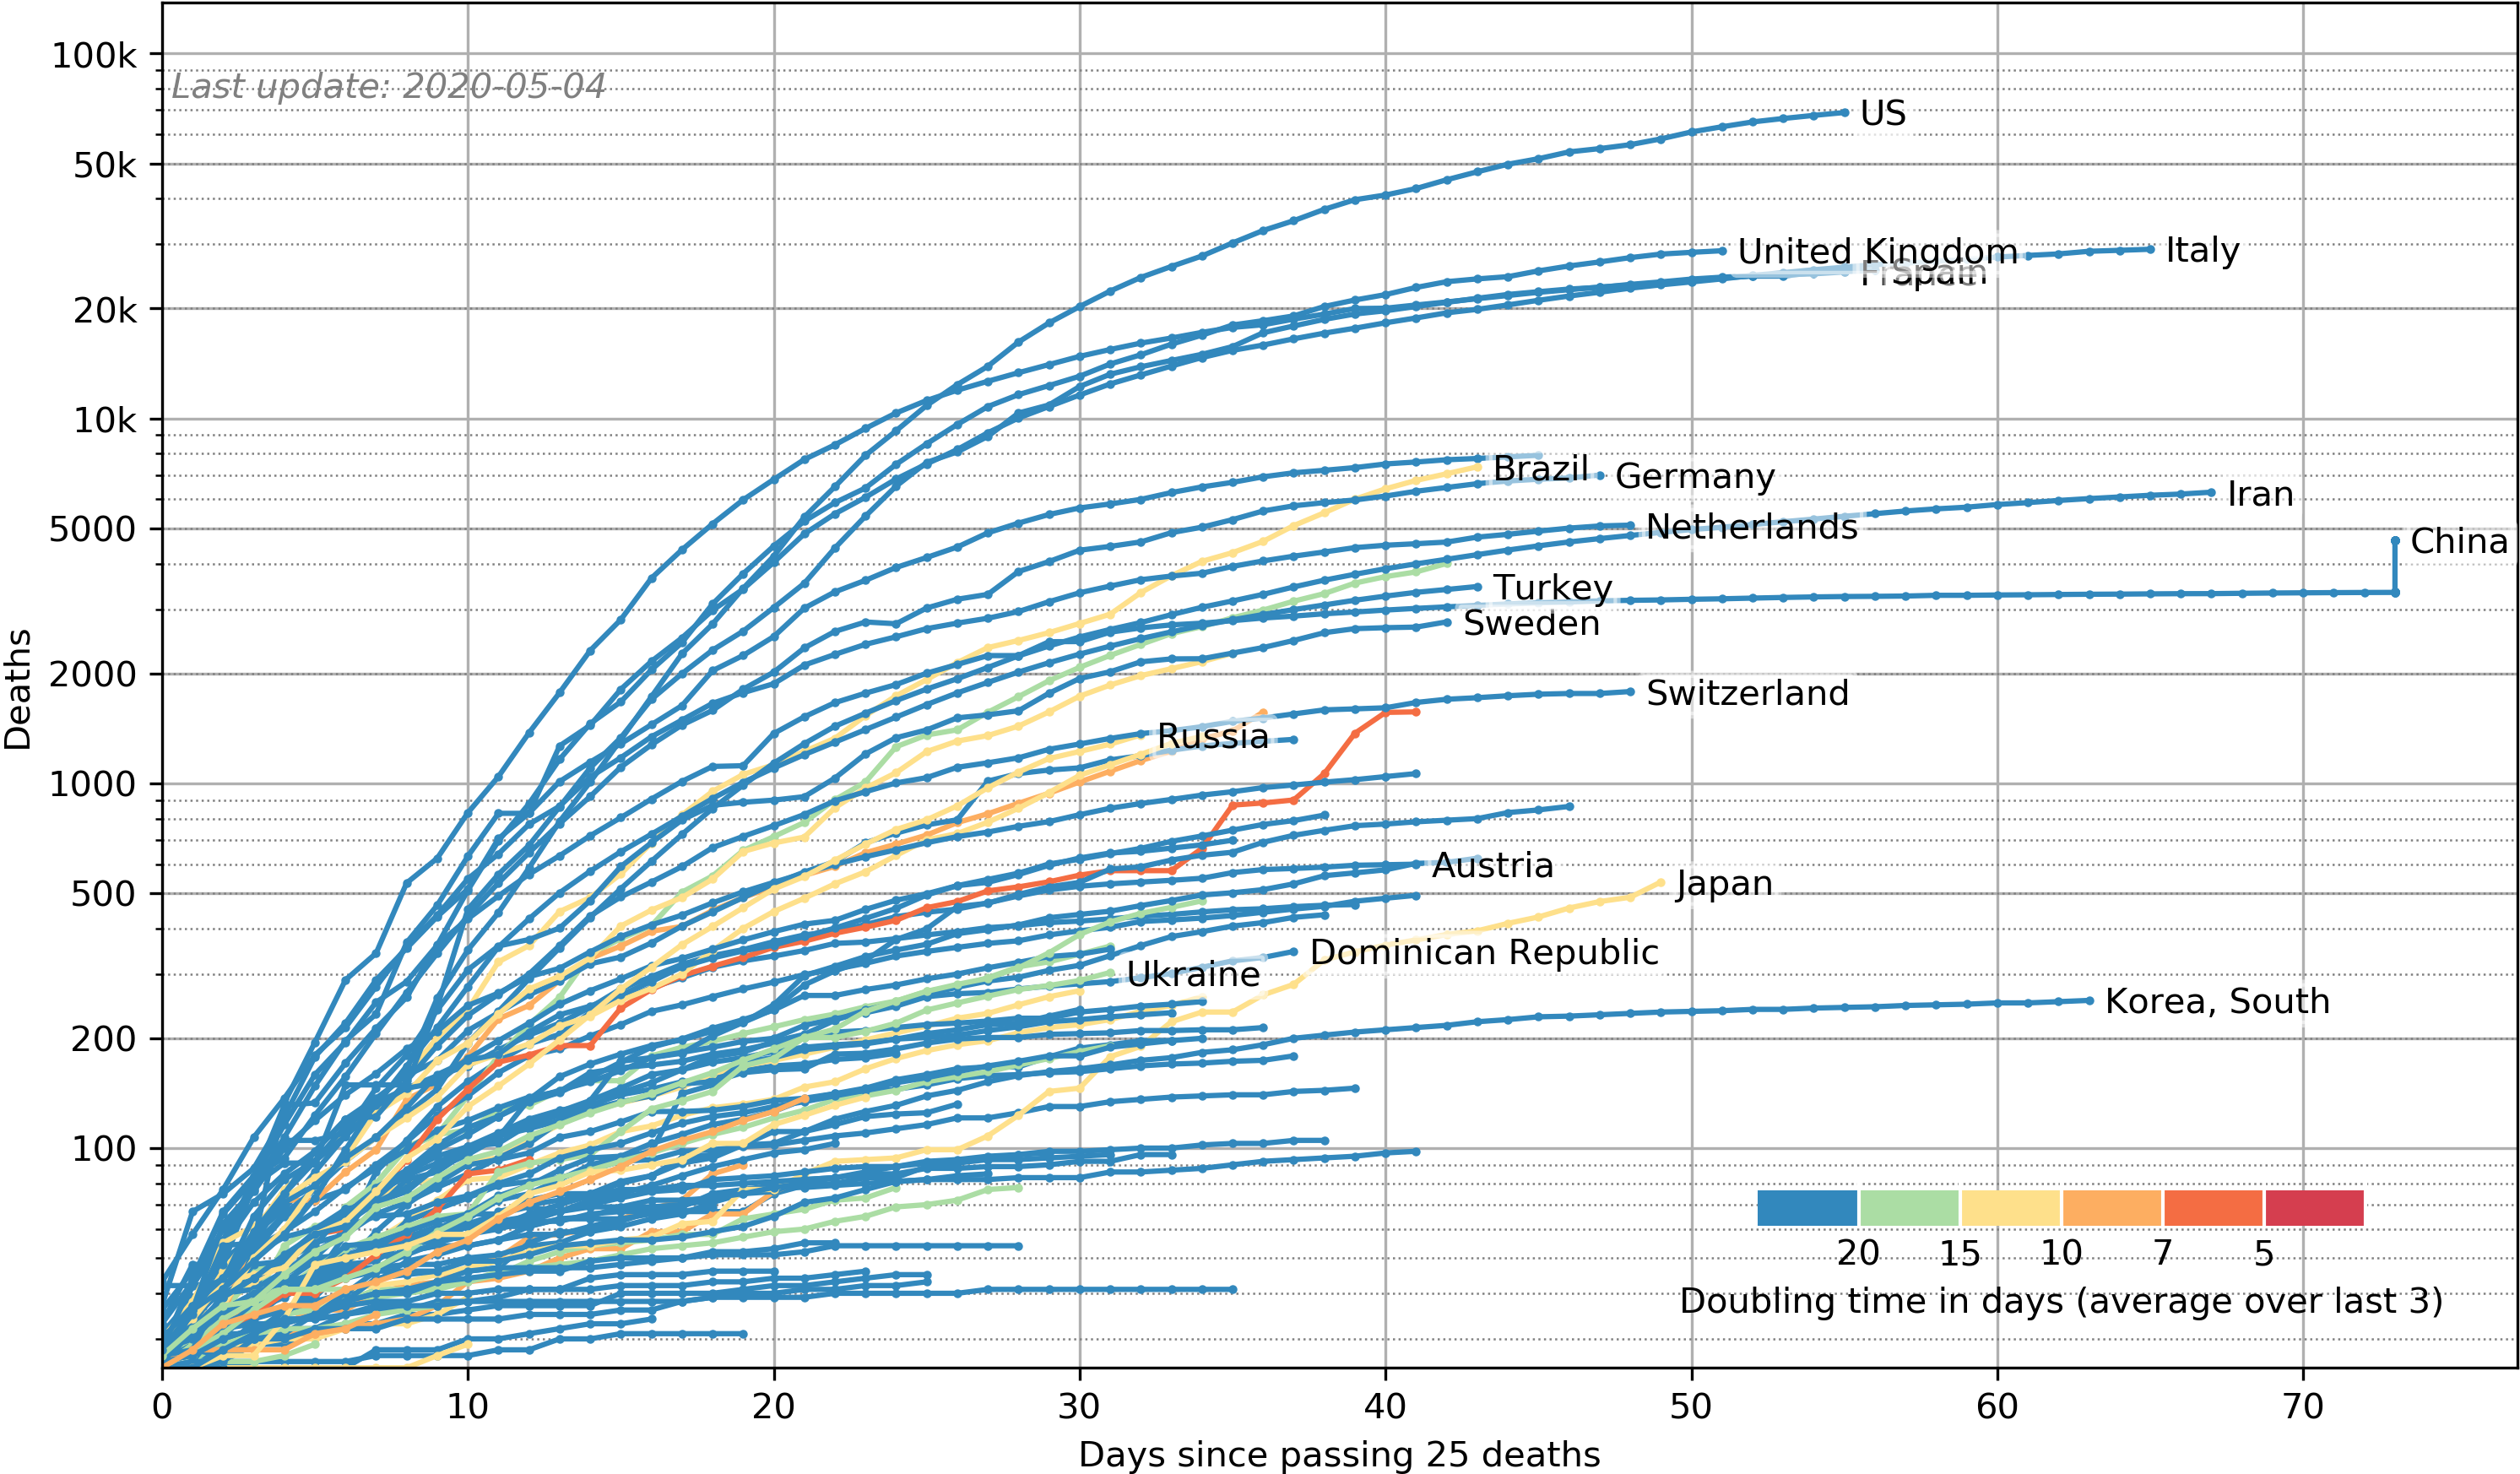 100k
Last update: 2020-05-04
US
50k
United Kingdom
Italy
France
Spain
20k
10k
Brazil
Germany
Iran
5000
Netherlands
China
Turkey
Sweden
Deaths
2000
Switzerland
Russia
1000
500
Austria
Japan
Dominican Republic
Ukraine
Korea, South
200
100
20 15 10 7 5
Doubling time in days (average over last 3)
0 10 20 30 40 50 60 70
Days since passing 25 deaths